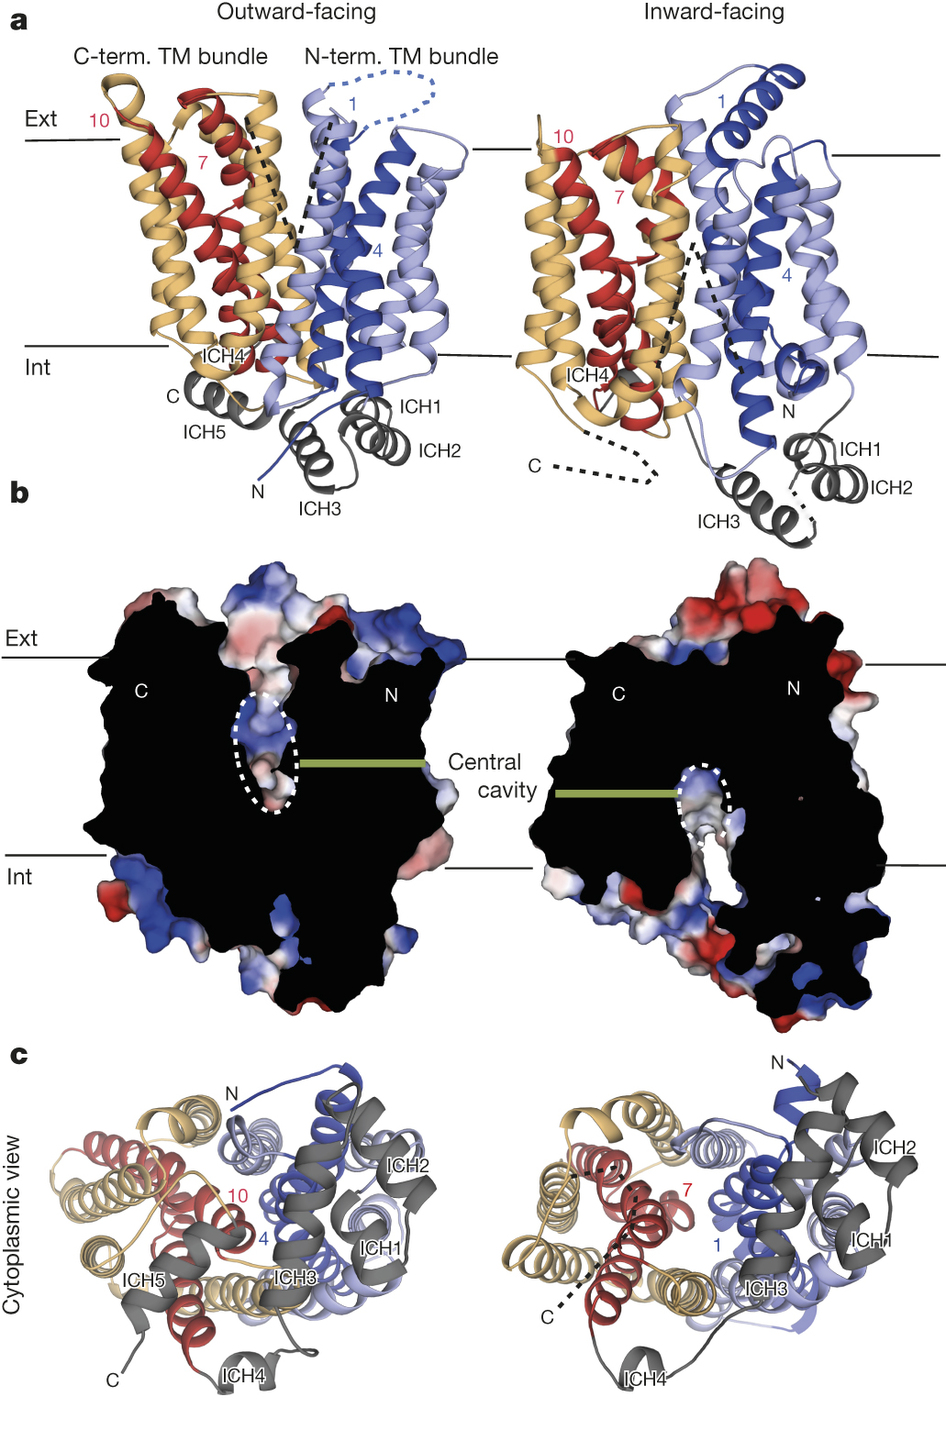 a
Outward-facing
Inward-facing
C-term. TM bundle
N-term. TM bundle
1
1
Ext
10
10
7
7
4
4
Int
ICH4
ICH4
C
ICH5
ICH1
ICH2
N
ICH3
N
C
ICH1
ICH2
ICH3
b
Ext
C
N
C
N
Central
cavity
Int
c
Cytoplasmic view
N
ICH2
10
4
ICH1
ICH5
ICH3
C
ICH4
N
ICH2
7
1
ICH1
ICH3
C
ICH4